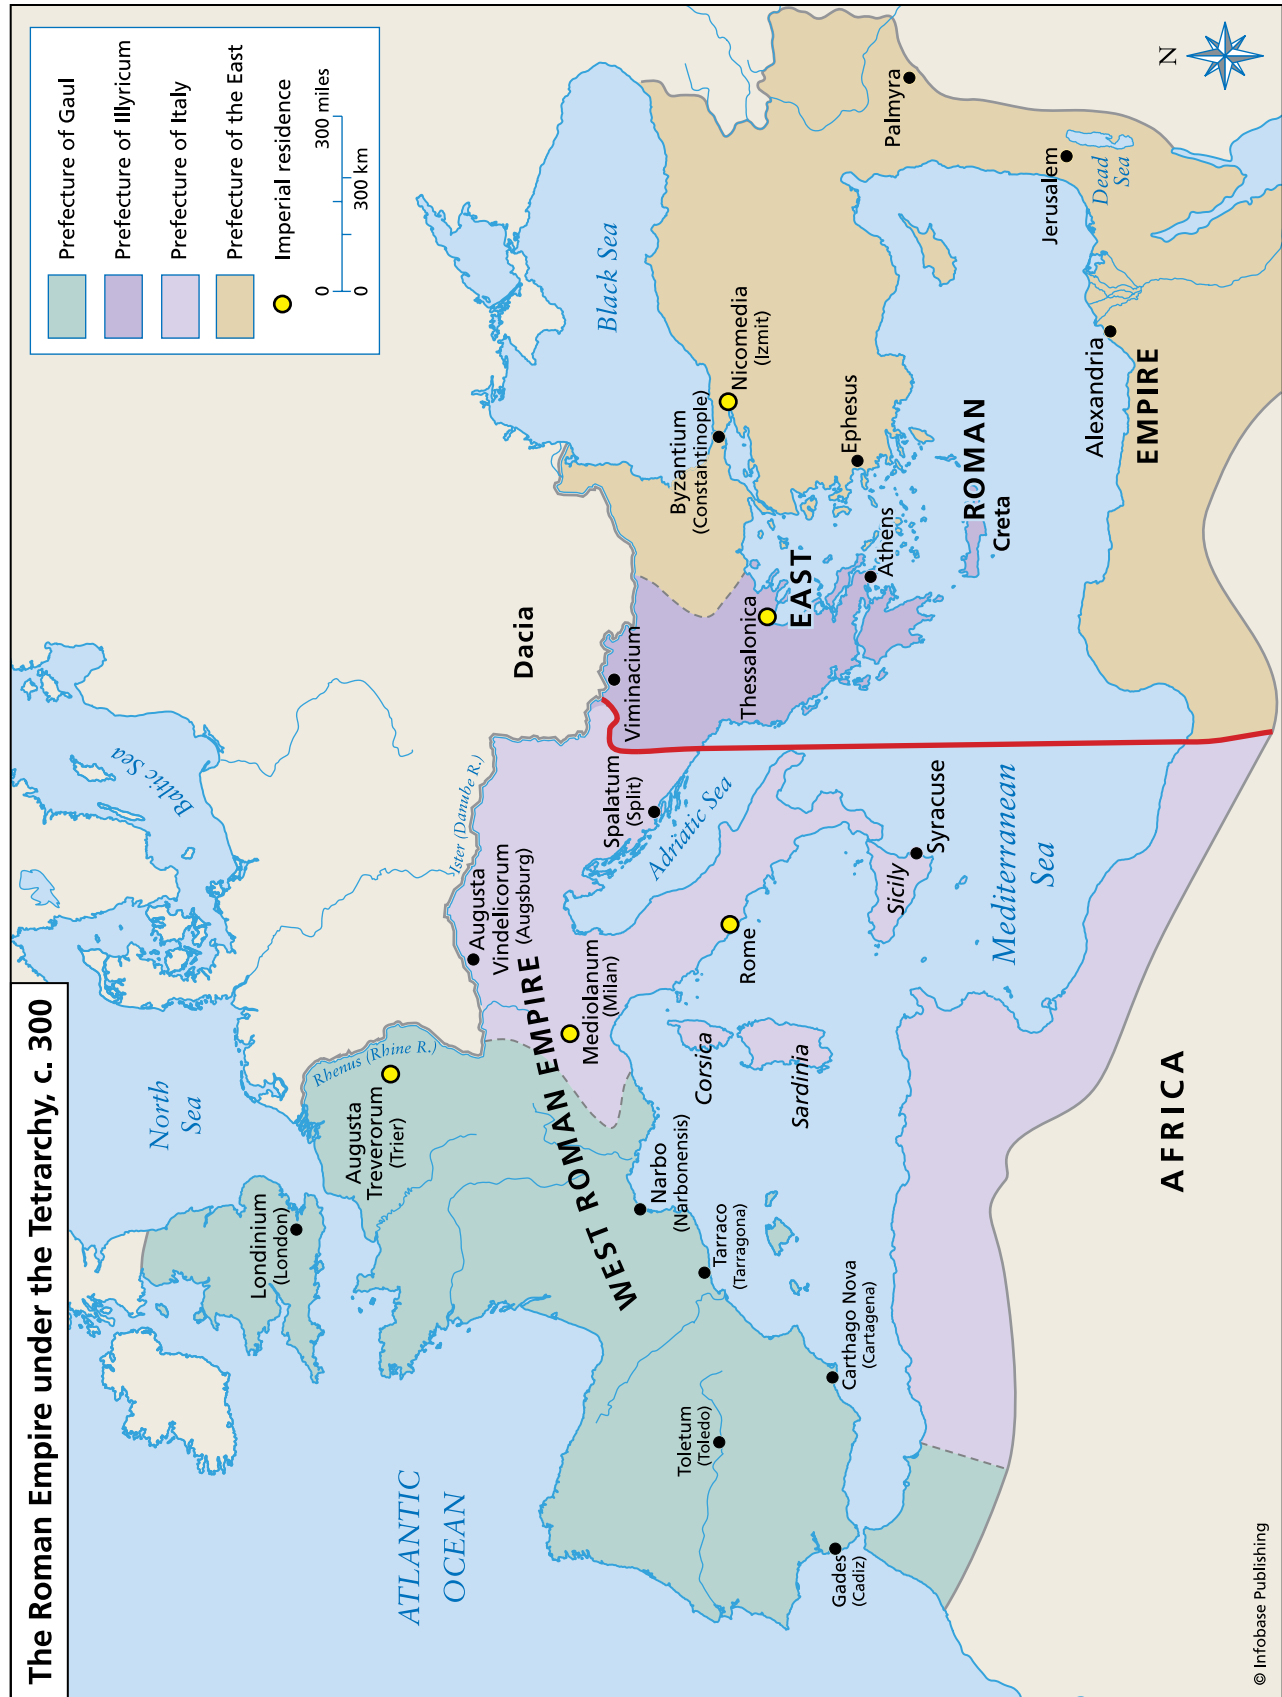 The Roman Empire under the Tetrarchy, c. 300
Prefecture of Gaul
Prefecture of Illyricum
Prefecture of Italy
Prefecture of the East
Imperial residence
0 300 miles
0 300 km
N
North
Sea
Baltic Sea
ATLANTIC
OCEAN
Londinium
(London)
Augusta
Treverorum
(Trier)
Rhenus (Rhine R.)
Ister (Danube R.)
Augusta
Vindelicorum
(Augsburg)
Dacia
Black Sea
WEST ROMAN EMPIRE
Mediolanum
(Milan)
Spalatum
(Split)
Viminacium
Adriatic Sea
Narbo
(Narbonensis)
Tarraco
(Tarragona)
Toletum
(Toledo)
Carthago Nova
(Cartagena)
Gades
(Cadiz)
Corsica
Sardinia
Rome
Sicily
Syracuse
Thessalonica
Byzantium
(Constantinople)
Nicomedia
(Izmit)
Ephesus
Athens
EAST
ROMAN
EMPIRE
Creta
Palmyra
Jerusalem
Dead
Sea
Alexandria
Mediterranean
Sea
AFRICA
© Infobase Publishing